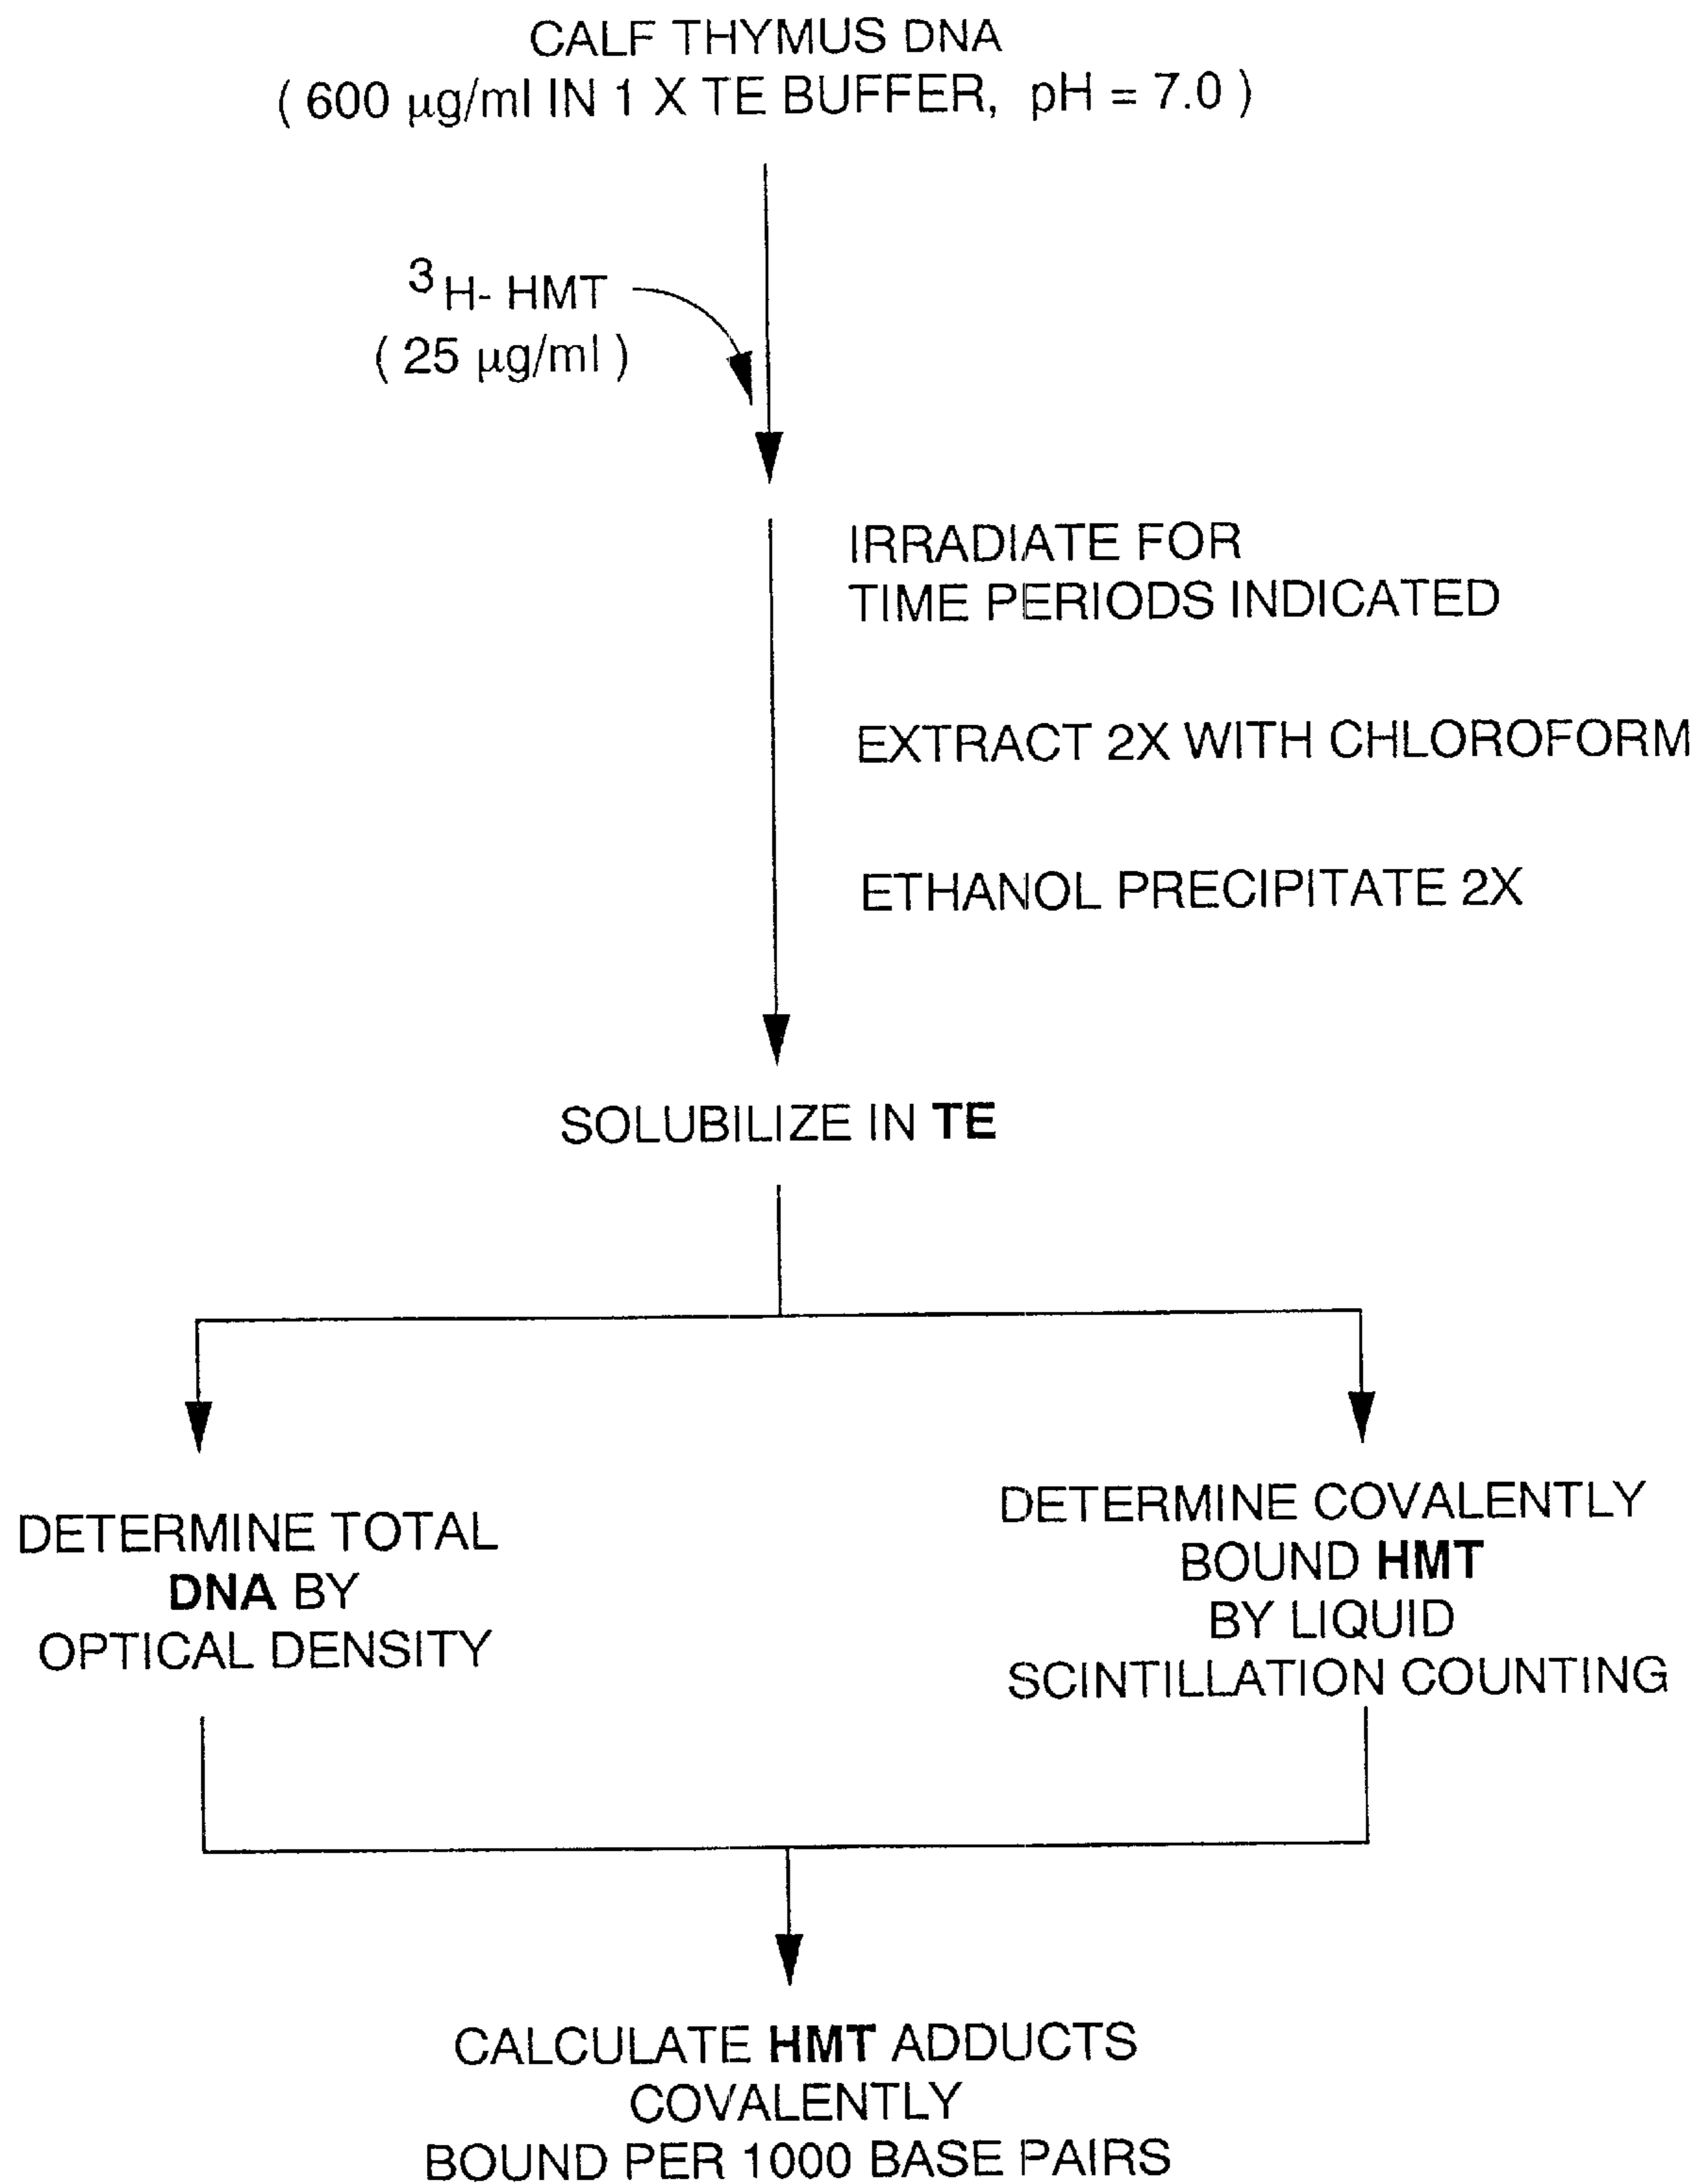 CALF THYMUS DNA
( 600 µg/ml IN 1 X TE BUFFER, pH = 7.0 )
³H- HMT
( 25 µg/ml )
IRRADIATE FOR
TIME PERIODS INDICATED
EXTRACT 2X WITH CHLOROFORM
ETHANOL PRECIPITATE 2X
SOLUBILIZE IN TE
DETERMINE TOTAL
DNA BY
OPTICAL DENSITY
DETERMINE COVALENTLY
BOUND HMT
BY LIQUID
SCINTILLATION COUNTING
CALCULATE HMT ADDUCTS
COVALENTLY
BOUND PER 1000 BASE PAIRS